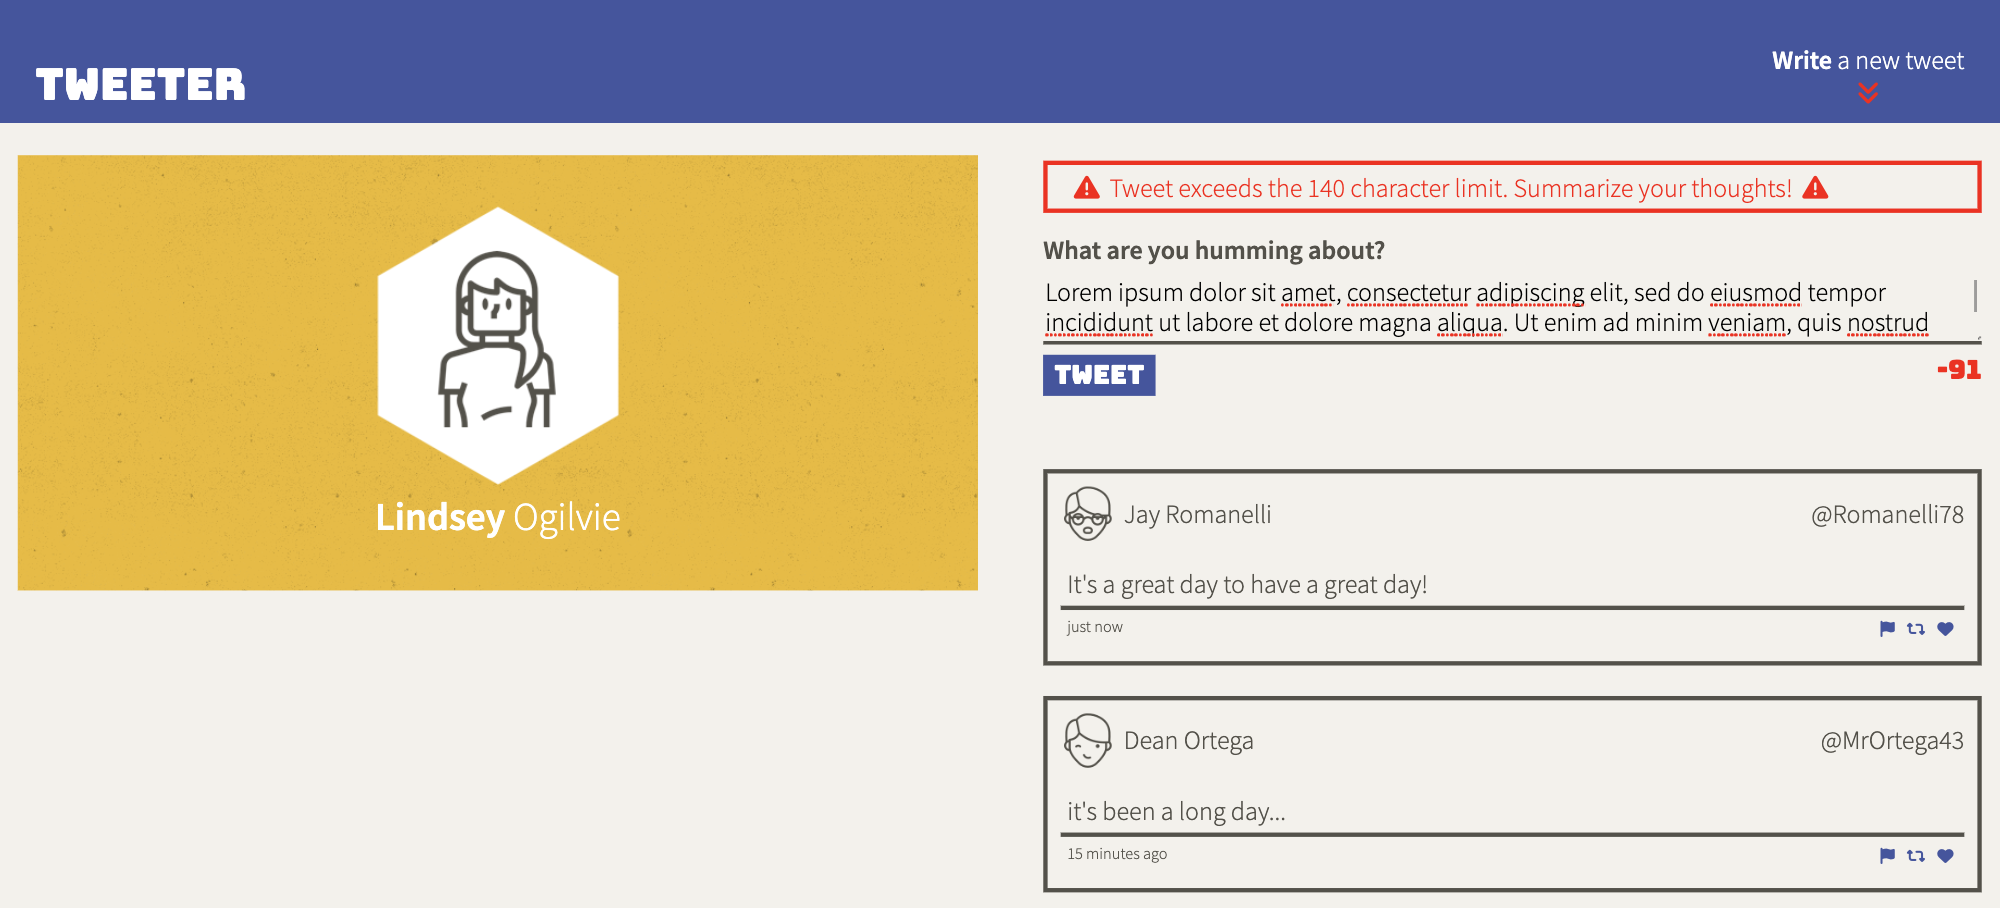 TWEETER
Write a new tweet
Lindsey Ogilvie
Tweet exceeds the 140 character limit. Summarize your thoughts!
What are you humming about?
Lorem ipsum dolor sit amet, consectetur adipiscing elit, sed do eiusmod tempor
incididunt ut labore et dolore magna aliqua. Ut enim ad minim veniam, quis nostrud
TWEET
-91
Jay Romanelli
@Romanelli78
It's a great day to have a great day!
just now
Dean Ortega
@MrOrtega43
it's been a long day...
15 minutes ago